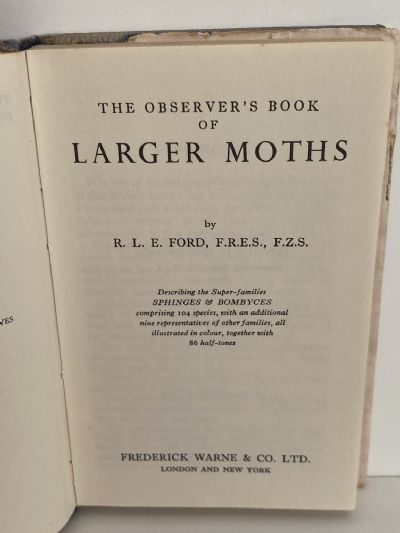 THE OBSERVER'S BOOK
OF
LARGER MOTHS
by
R. L. E. FORD, F.R.E.S., F.Z.S.
Describing the Super-families
SPHINGES & BOMBYCES
comprising 104 species, with an additional
nine representatives of other families, all
illustrated in colour, together with
86 half-tones
FREDERICK WARNE & CO. LTD.
LONDON AND NEW YORK